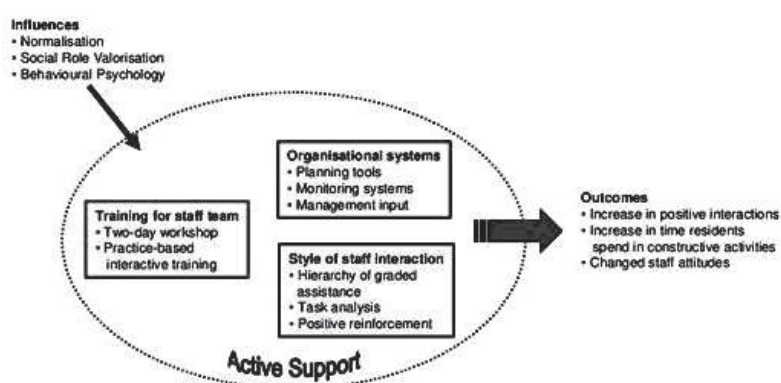 Influences
• Normalisation
• Social Role Valorisation
• Behavioural Psychology
Organisational systems
• Planning tools
• Monitoring systems
• Management input
Training for staff team
• Two-day workshop
• Practice-based
interactive training
Style of staff interaction
• Hierarchy of graded
assistance
• Task analysis
• Positive reinforcement
Outcomes
• Increase in positive interactions
• Increase in time residents
spend in constructive activities
• Changed staff attitudes
Active Support